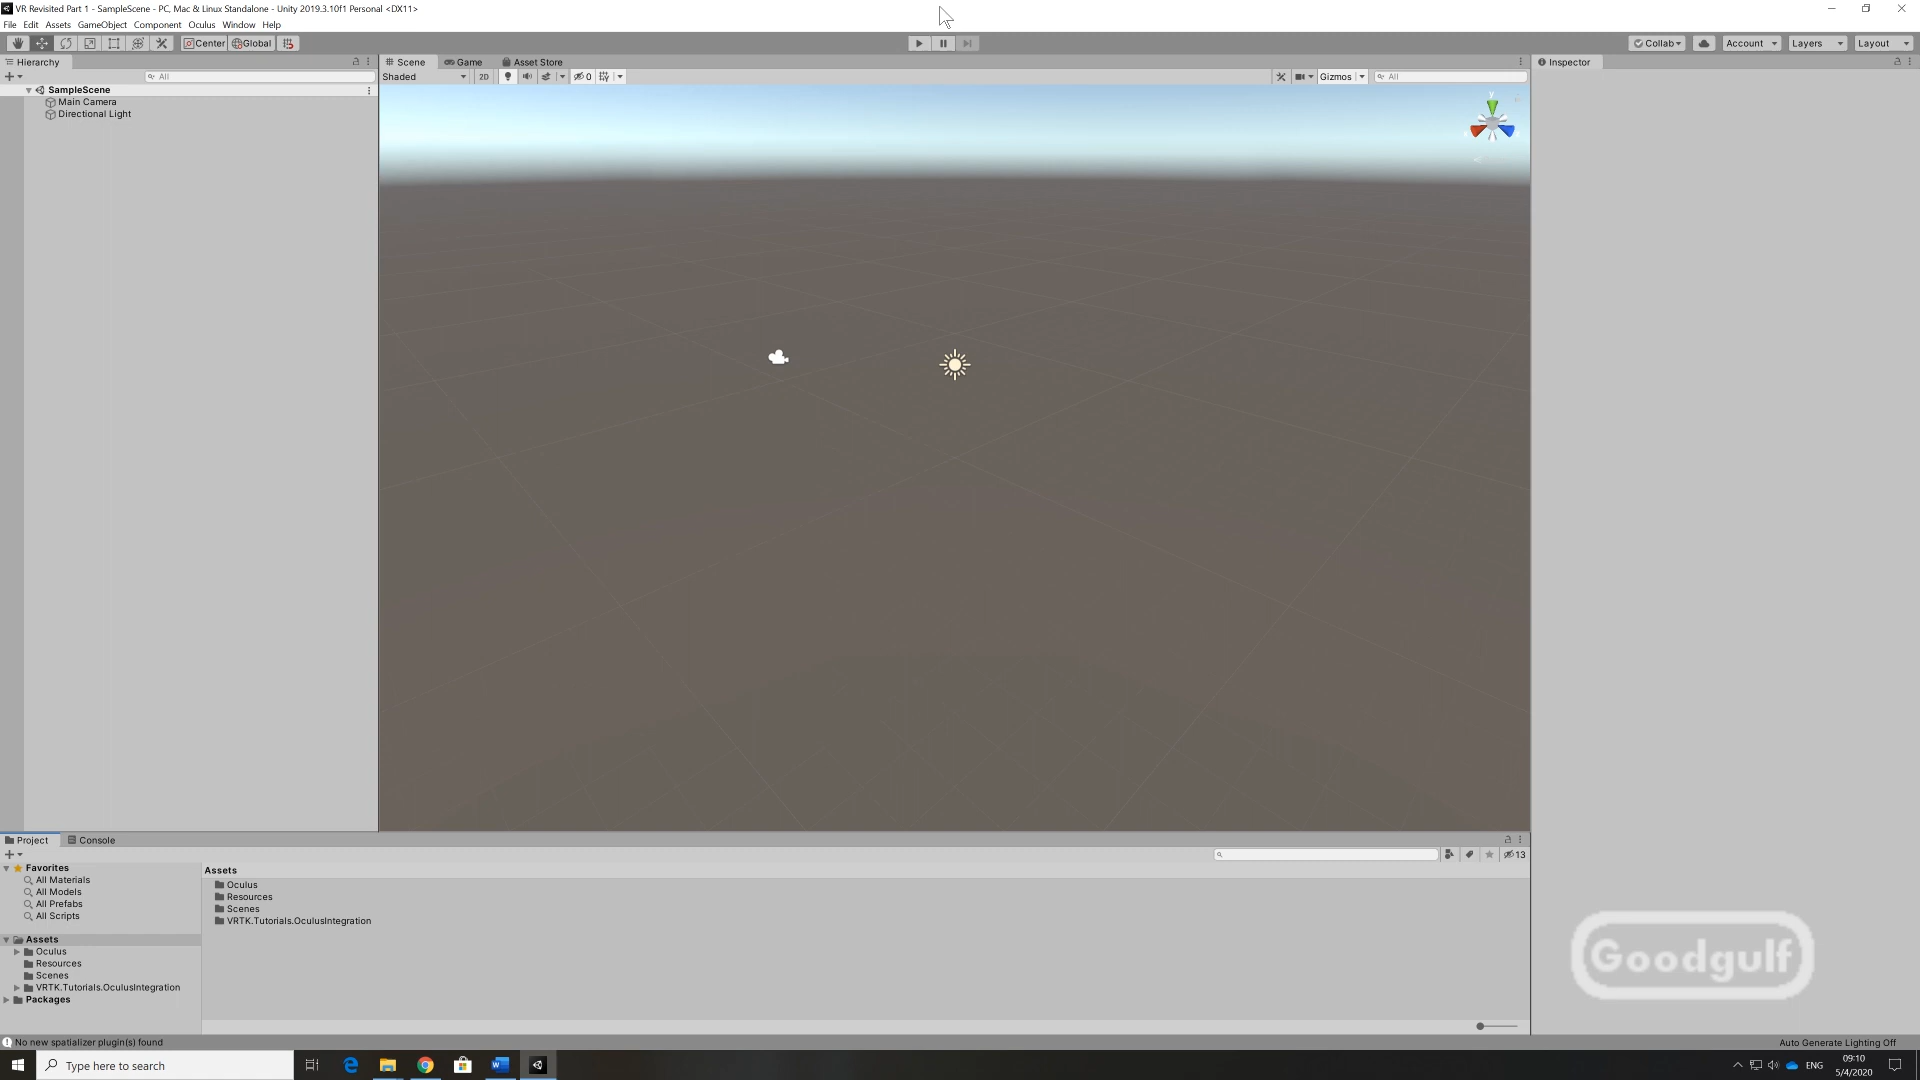 VR Revisited Part 1 - SampleScene - PC, Mac & Linux Standalone - Unity 2019.3.10f1 Personal <DX11>
File Edit Assets GameObject Component Oculus Window Help
Center Global Collab Account Layers Layout
Hierarchy
All
SampleScene
Main Camera
Directional Light
Scene Game Asset Store
Shaded 2D 0 Gizmos All
y
Inspector
Project Console
13
Favorites
All Materials
All Models
All Prefabs
All Scripts
Assets
Oculus
Resources
Scenes
VRTK.Tutorials.OculusIntegration
Packages
Assets
Oculus
Resources
Scenes
VRTK.Tutorials.OculusIntegration
Goodgulf
No new spatializer plugin(s) found
Auto Generate Lighting Off
Type here to search
ENG
09:10
5/4/2020